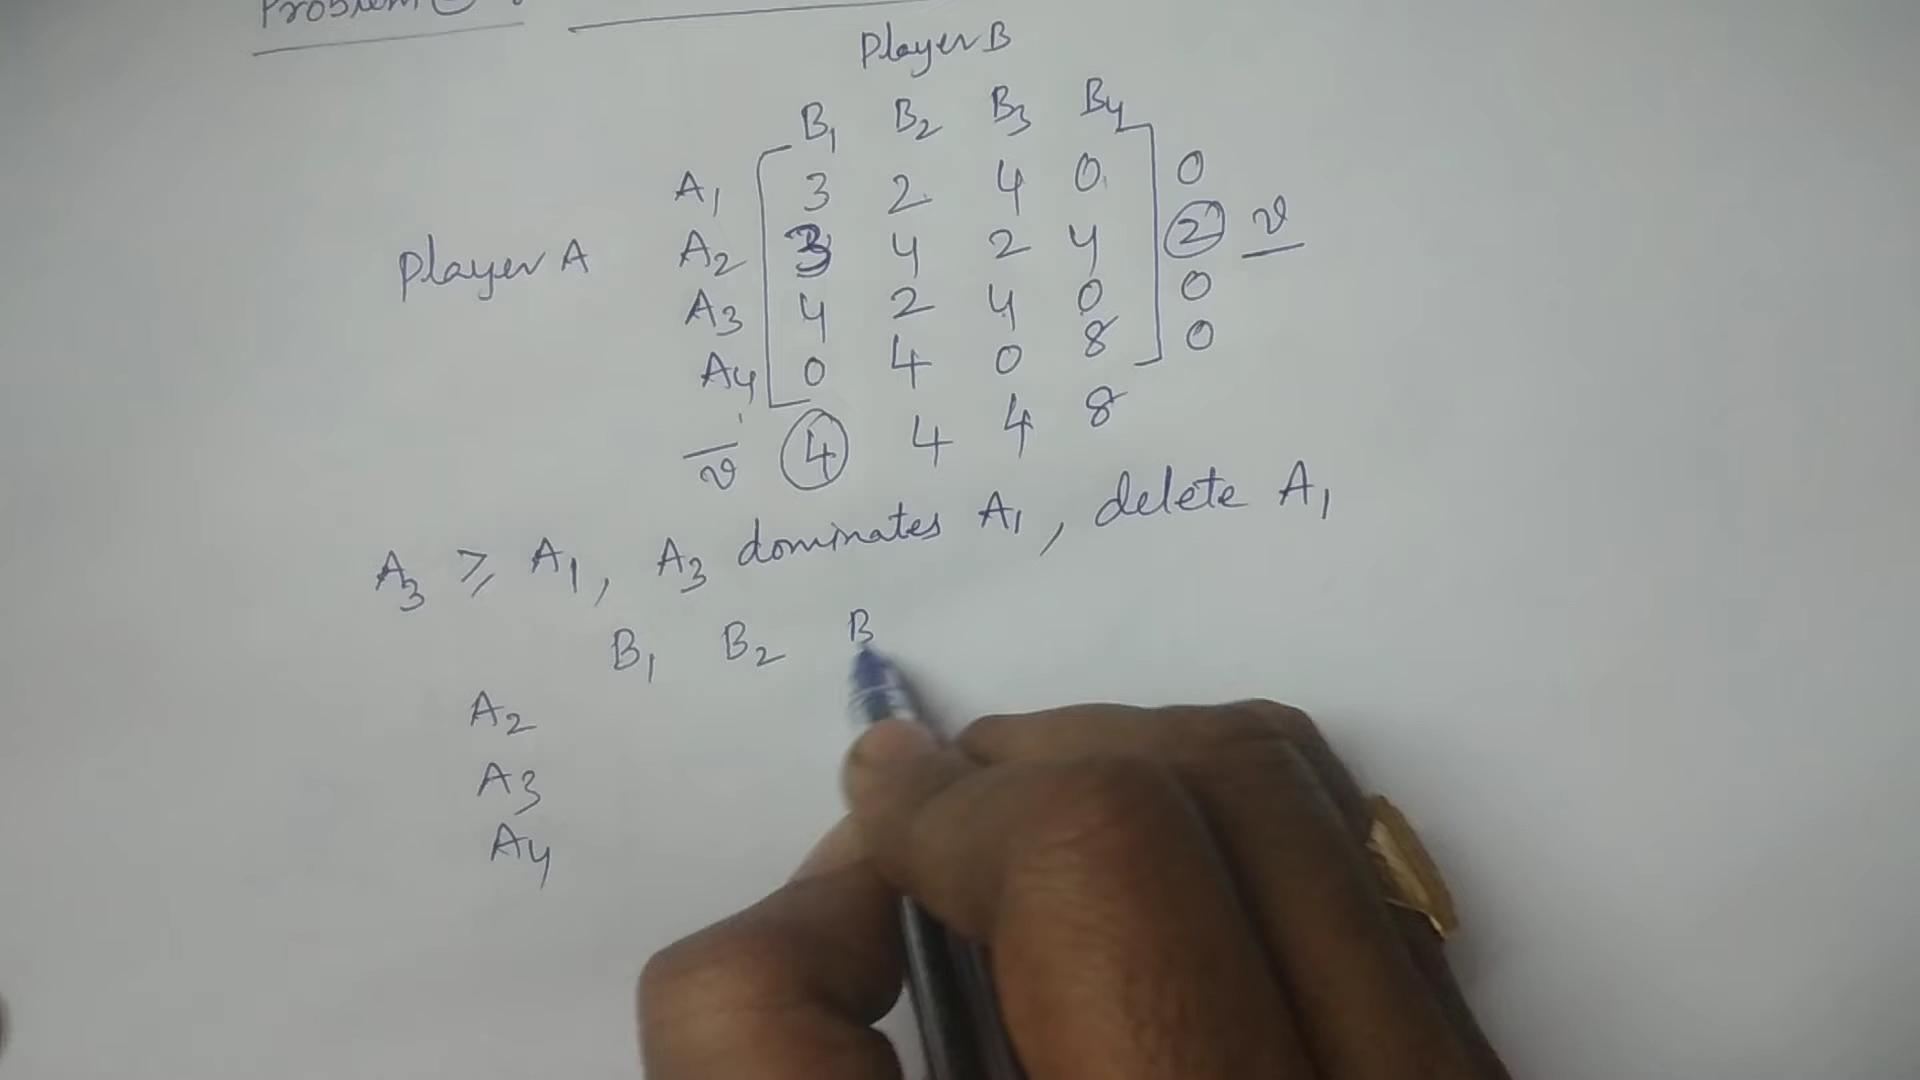 Problem
Player B
B1 B2 B3 B4
A1 3 2 4 0 0
Player A A2 3 4 2 4 2 v
A3 4 2 4 0 0
A4 0 4 0 8 0
v 4 4 4 8
A3 ≥ A1, A3 dominates A1, delete A1
B1 B2 B
A2
A3
A4